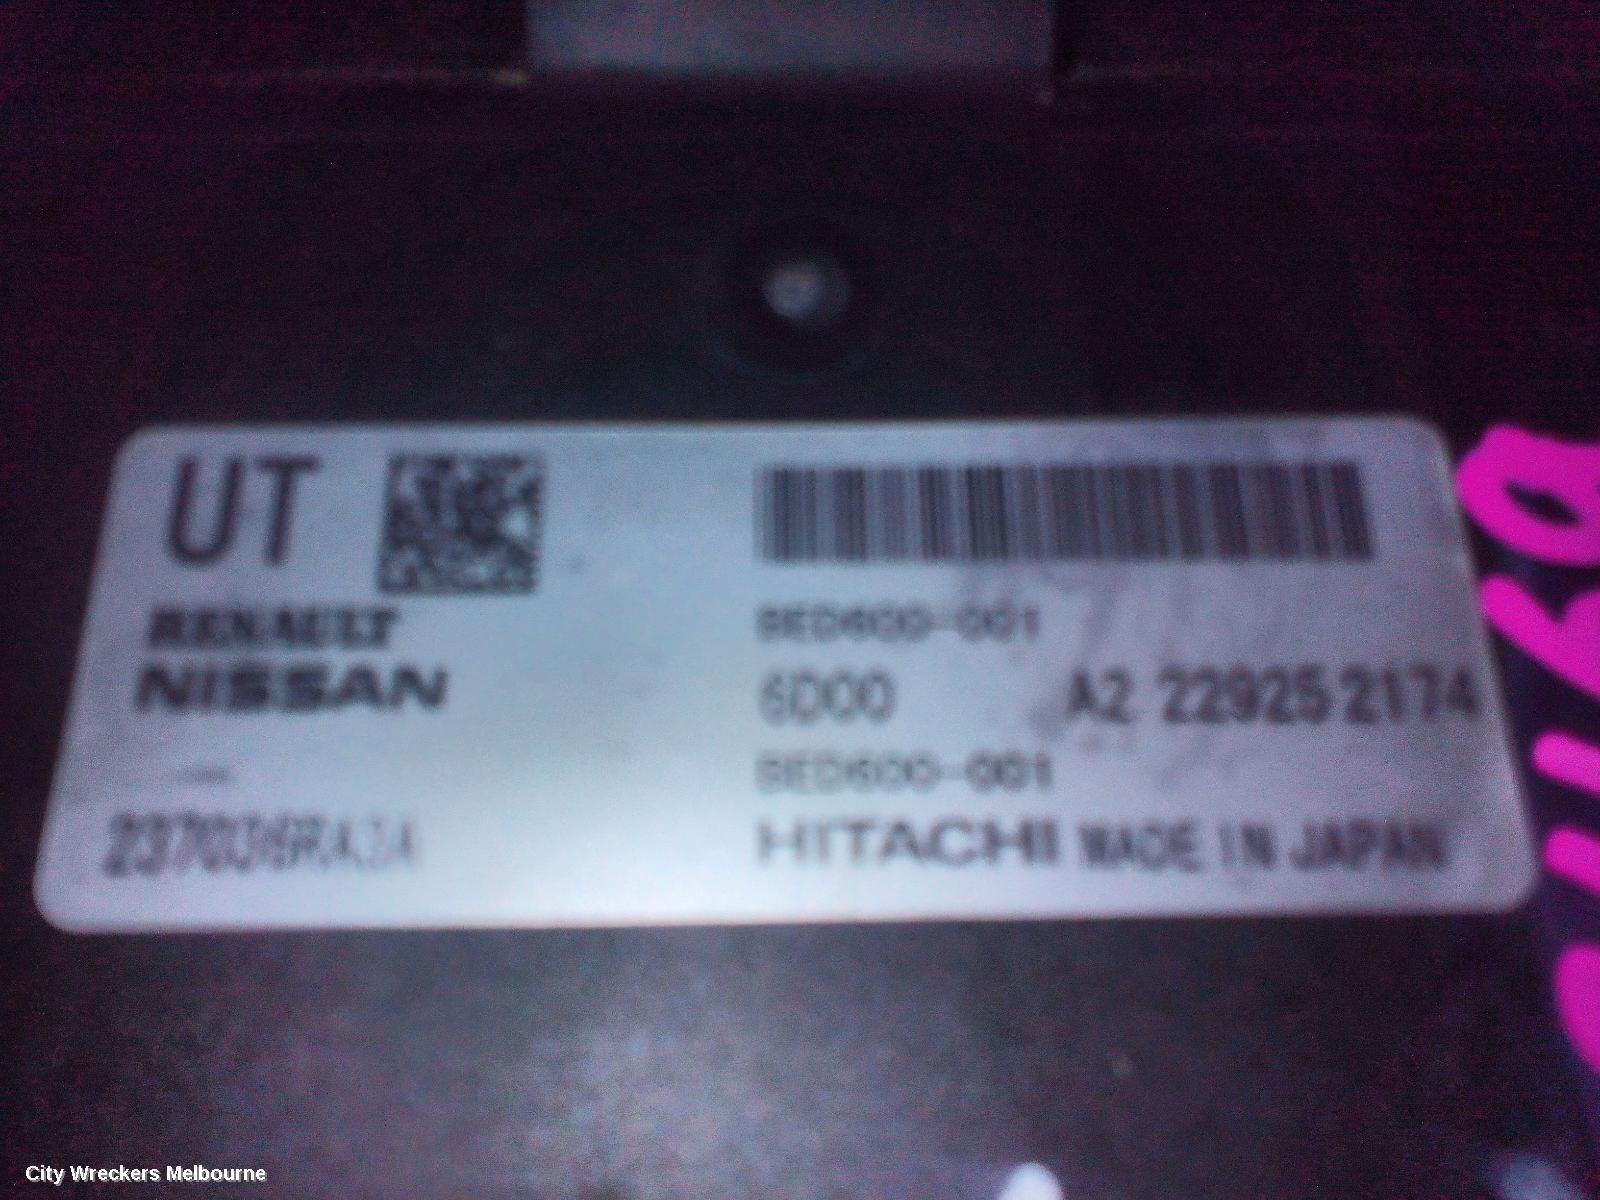 UT
RENAULT
NISSAN
BED600-001
6D00 A2 22925 2174
BED600-001
HITACHI MADE IN JAPAN
City Wreckers Melbourne